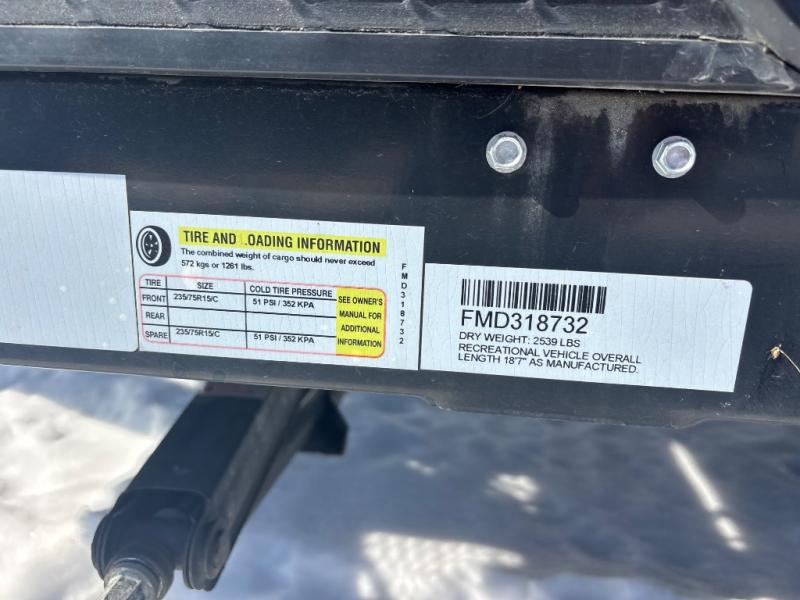 TIRE AND LOADING INFORMATION
The combined weight of cargo should never exceed
572 kgs or 1261 lbs.
TIRE SIZE COLD TIRE PRESSURE
FRONT 235/75R15/C 51 PSI / 352 KPA
REAR
SPARE 235/75R15/C 51 PSI / 352 KPA
SEE OWNER'S
MANUAL FOR
ADDITIONAL
INFORMATION
FMD318732
FMD318732
DRY WEIGHT: 2539 LBS
RECREATIONAL VEHICLE OVERALL
LENGTH 18'7" AS MANUFACTURED.